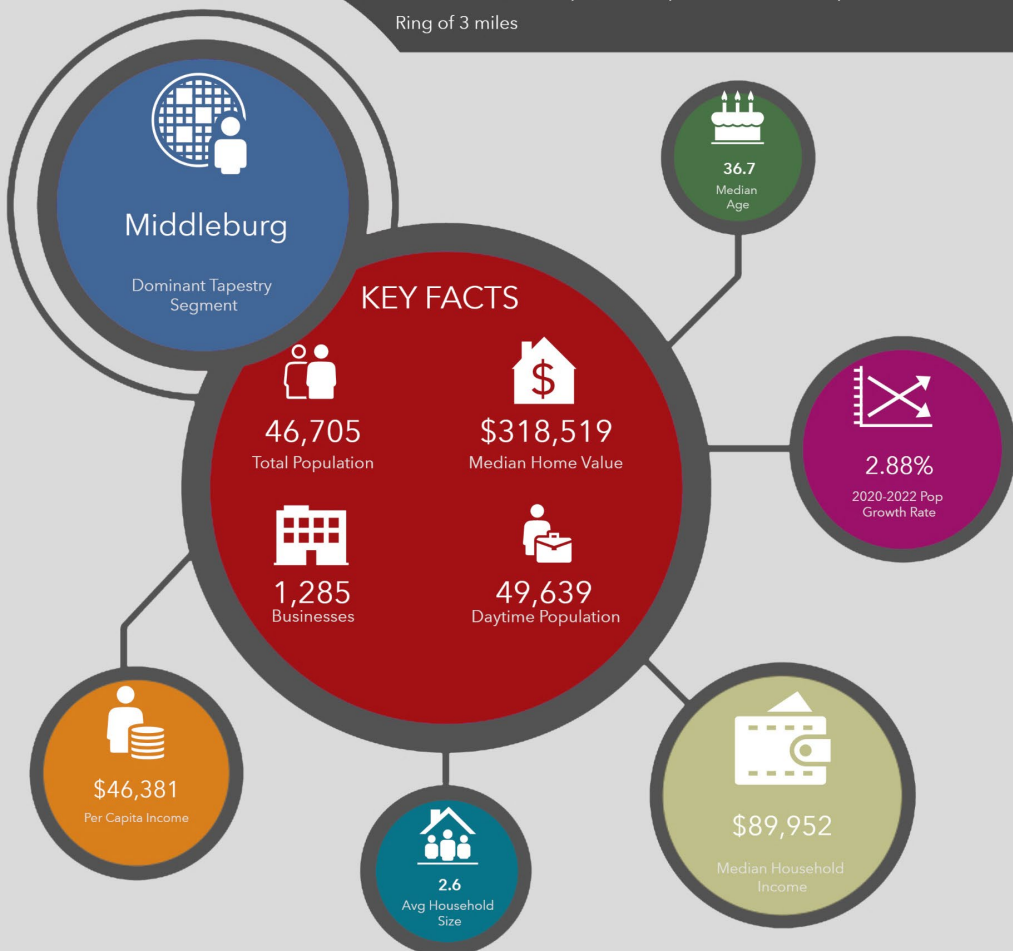 Ring of 3 miles
Middleburg
Dominant Tapestry
Segment
36.7
Median
Age
KEY FACTS
46,705
Total Population
$318,519
Median Home Value
1,285
Businesses
49,639
Daytime Population
2.88%
2020-2022 Pop
Growth Rate
$46,381
Per Capita Income
2.6
Avg Household
Size
$89,952
Median Household
Income